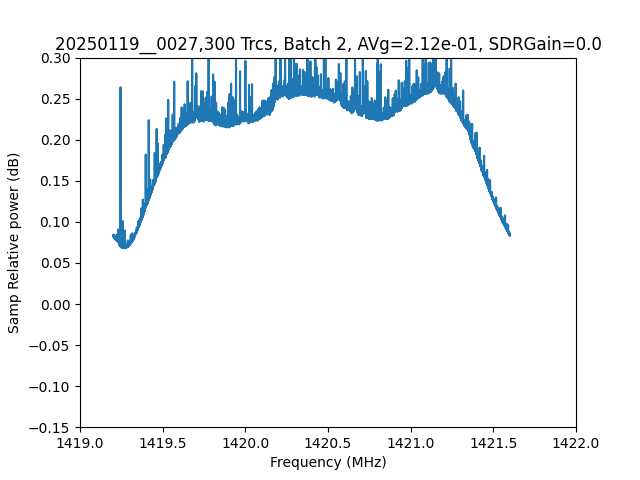 20250119__0027,300 Trcs, Batch 2, AVg=2.12e-01, SDRGain=0.0
0.30
0.25
0.20
0.15
0.10
0.05
0.00
−0.05
−0.10
−0.15
Samp Relative power (dB)
1419.0 1419.5 1420.0 1420.5 1421.0 1421.5 1422.0
Frequency (MHz)